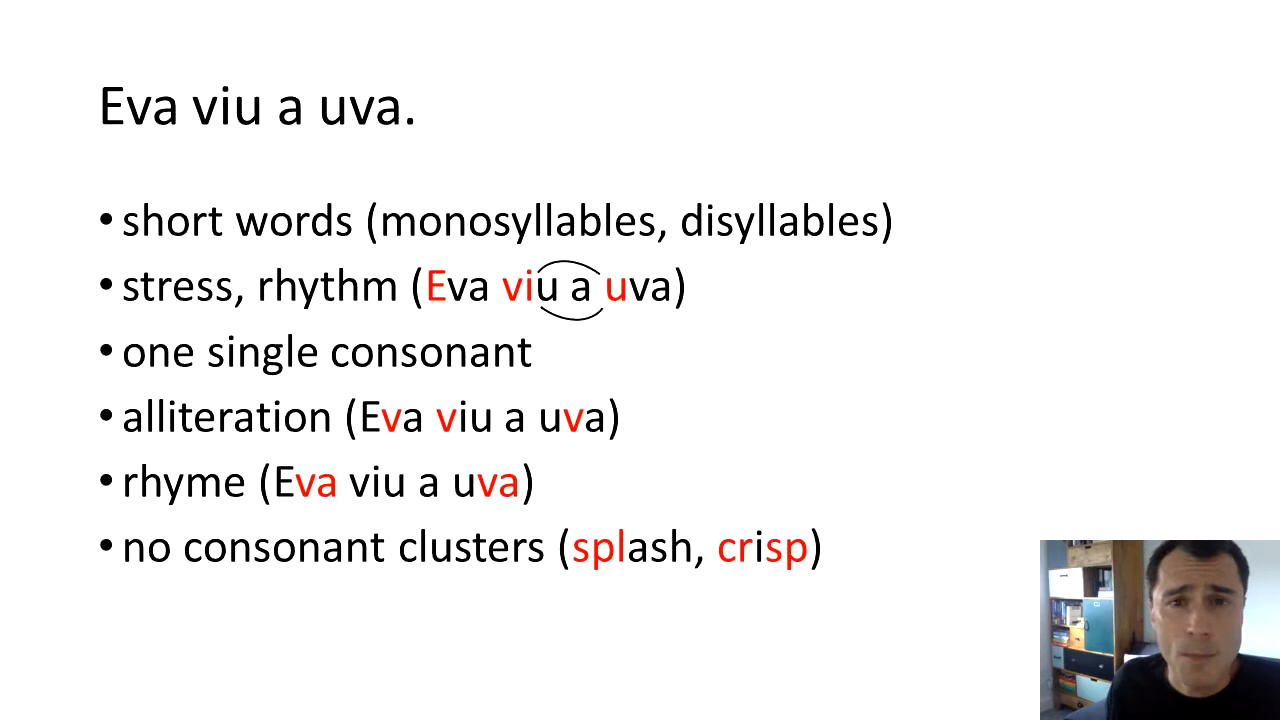 Eva viu a uva.
• short words (monosyllables, disyllables)
• stress, rhythm (Eva viu a uva)
• one single consonant
• alliteration (Eva viu a uva)
• rhyme (Eva viu a uva)
• no consonant clusters (splash, crisp)